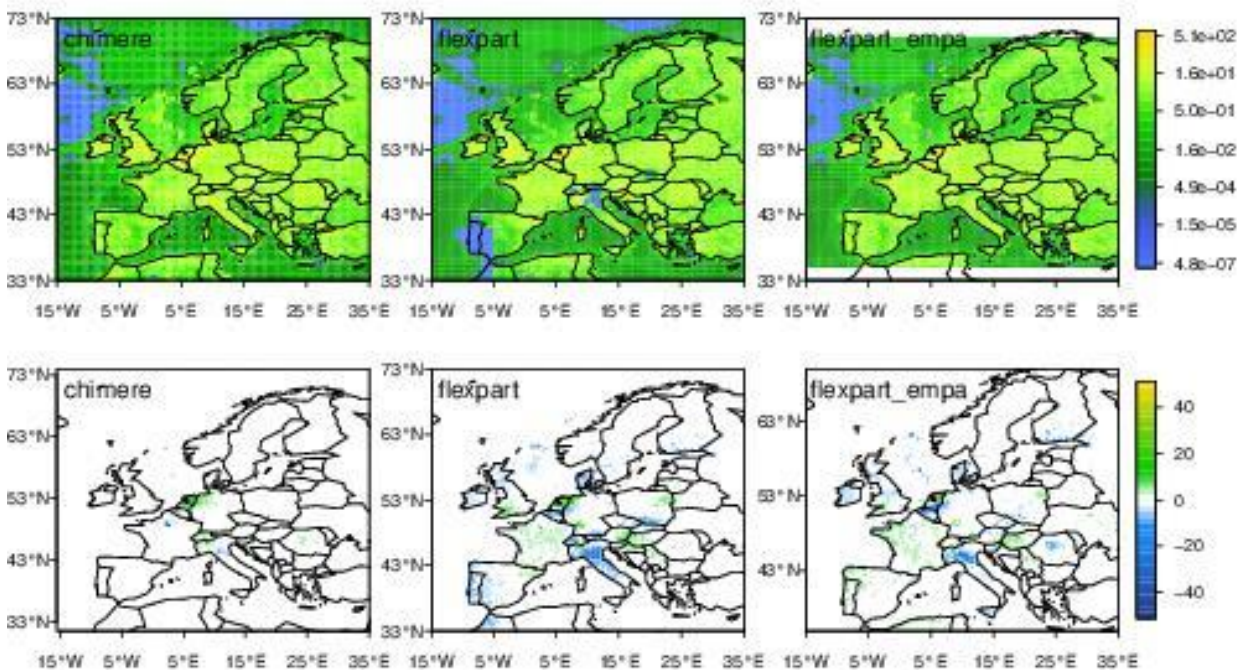 73°N chimere 73°N flexpart 73°N flexpart_empa 5.1e+02
63°N 63°N 63°N 1.6e+01
5.0e−01
53°N 53°N 53°N 1.6e−02
4.9e−04
43°N 43°N 43°N 1.5e−05
33°N 33°N 33°N 4.8e−07
15°W 5°W 5°E 15°E 25°E 35°E 15°W 5°W 5°E 15°E 25°E 35°E 15°W 5°W 5°E 15°E 25°E 35°E
73°N chimere 73°N flexpart flexpart_empa
40
63°N 63°N 63°N
20
53°N 53°N 53°N 0
−20
43°N 43°N 43°N
−40
33°N 33°N
15°W 5°W 5°E 15°E 25°E 35°E 15°W 5°W 5°E 15°E 25°E 35°E 15°W 5°W 5°E 15°E 25°E 35°E